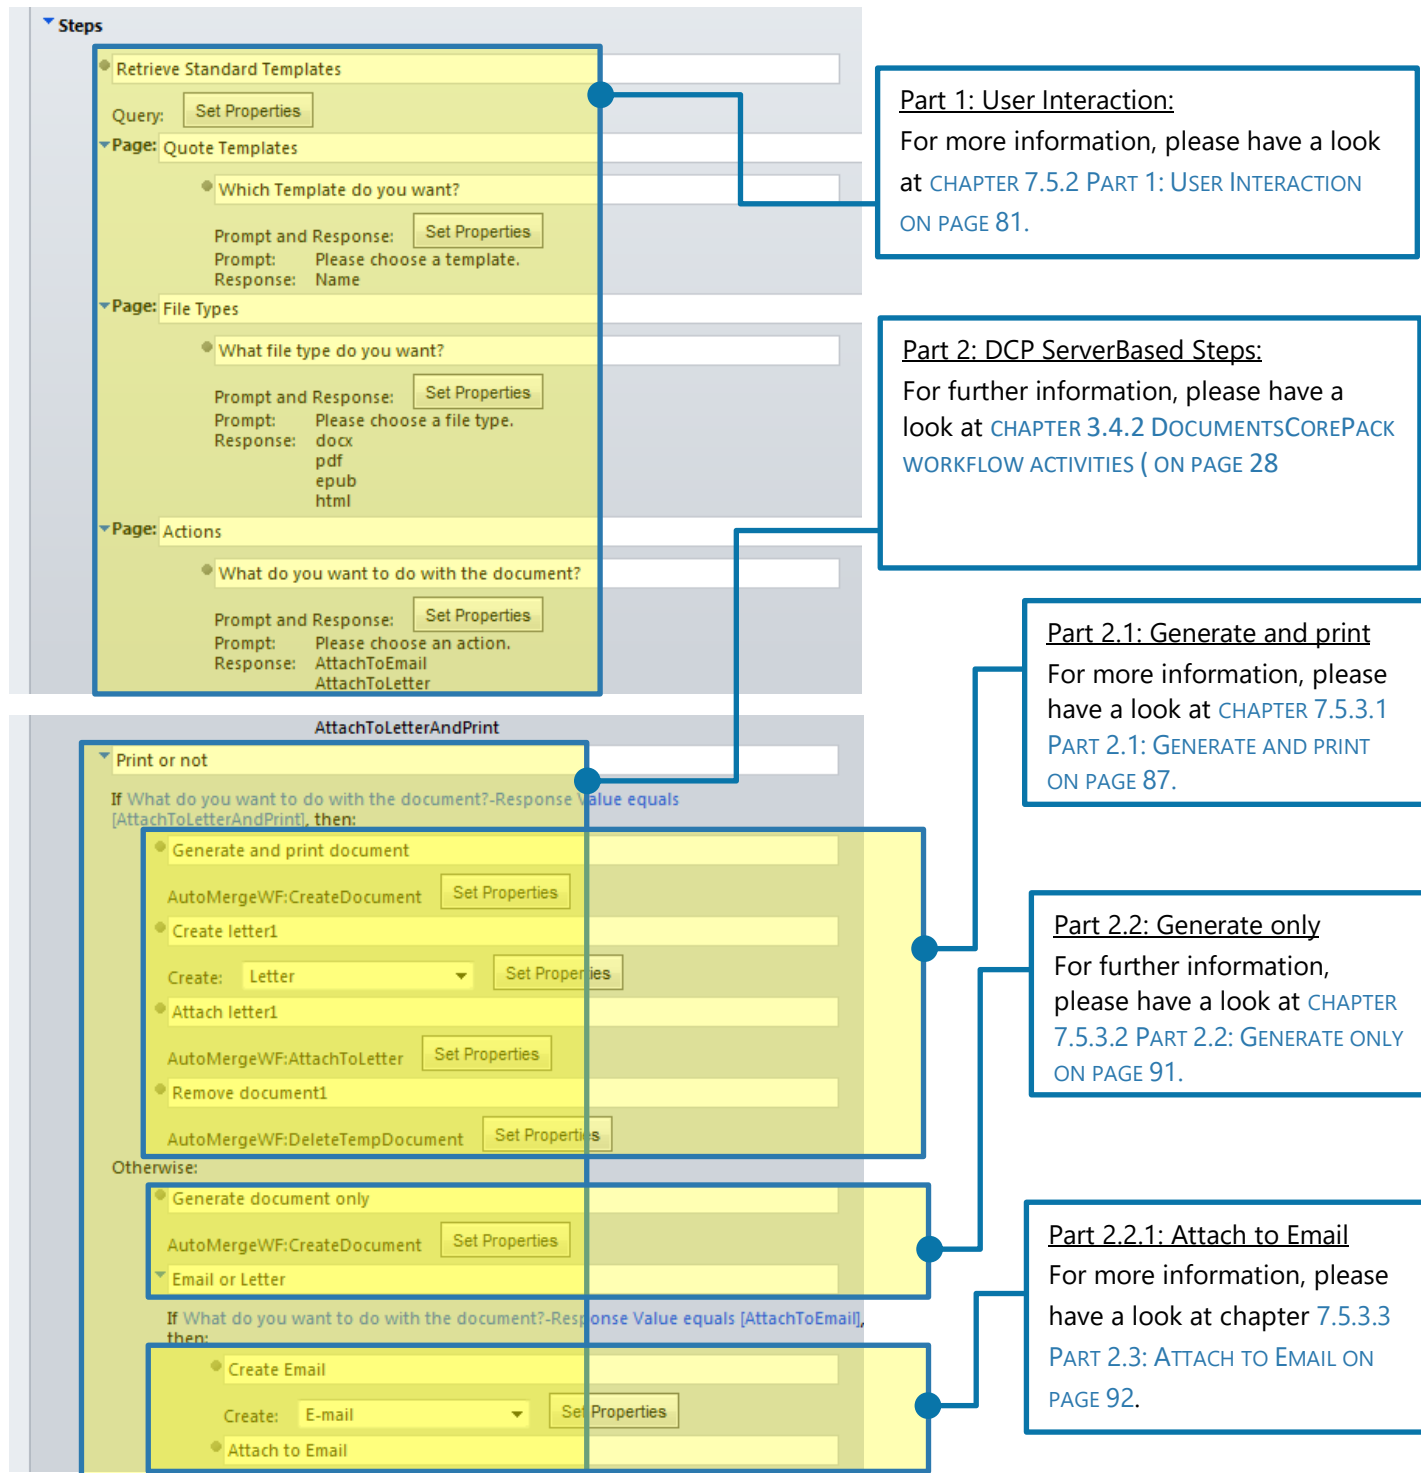 Steps
Retrieve Standard Templates
Query: Set Properties
Page: Quote Templates
Which Template do you want?
Prompt and Response: Set Properties
Prompt: Please choose a template.
Response: Name
Page: File Types
What file type do you want?
Prompt and Response: Set Properties
Prompt: Please choose a file type.
Response: docx
pdf
epub
html
Page: Actions
What do you want to do with the document?
Prompt and Response: Set Properties
Prompt: Please choose an action.
Response: AttachToEmail
AttachToLetter
AttachToLetterAndPrint
Print or not
If What do you want to do with the document?-Response Value equals
[AttachToLetterAndPrint], then:
Generate and print document
AutoMergeWF:CreateDocument Set Properties
Create letter1
Create: Letter Set Properties
Attach letter1
AutoMergeWF:AttachToLetter Set Properties
Remove document1
AutoMergeWF:DeleteTempDocument Set Properties
Otherwise:
Generate document only
AutoMergeWF:CreateDocument Set Properties
Email or Letter
If What do you want to do with the document?-Response Value equals [AttachToEmail],
then:
Create Email
Create: E-mail Set Properties
Attach to Email
Part 1: User Interaction:
For more information, please have a look
at CHAPTER 7.5.2 PART 1: USER INTERACTION
ON PAGE 81.
Part 2: DCP ServerBased Steps:
For further information, please have a
look at CHAPTER 3.4.2 DOCUMENTSCOREPACK
WORKFLOW ACTIVITIES ( ON PAGE 28
Part 2.1: Generate and print
For more information, please
have a look at CHAPTER 7.5.3.1
PART 2.1: GENERATE AND PRINT
ON PAGE 87.
Part 2.2: Generate only
For further information,
please have a look at CHAPTER
7.5.3.2 PART 2.2: GENERATE ONLY
ON PAGE 91.
Part 2.2.1: Attach to Email
For more information, please
have a look at chapter 7.5.3.3
PART 2.3: ATTACH TO EMAIL ON
PAGE 92.